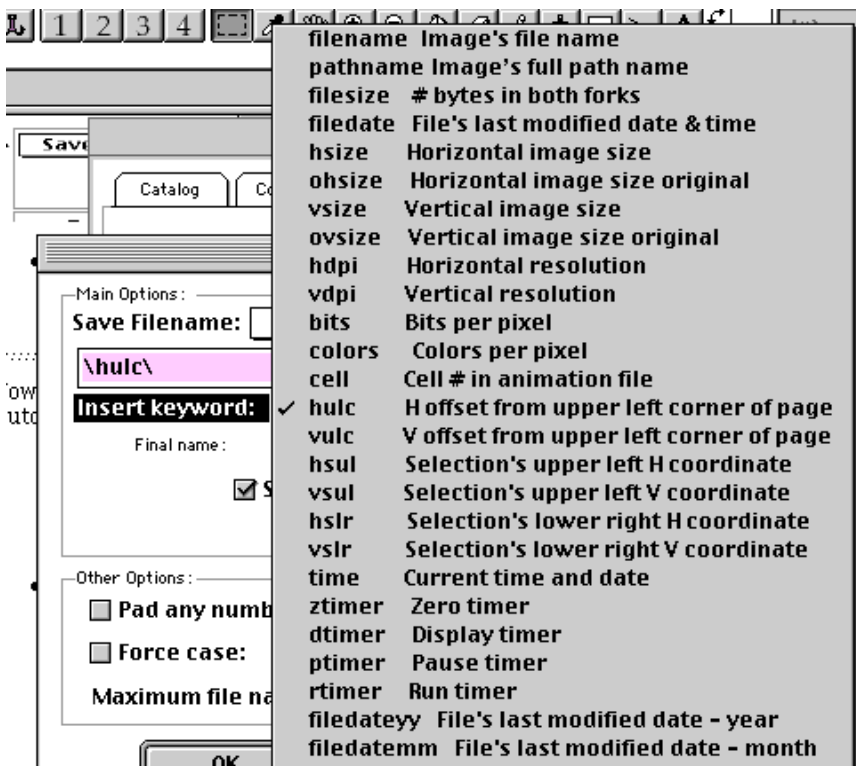 1 2 3 4
filename Image's file name
pathname Image's full path name
filesize # bytes in both forks
filedate File's last modified date & time
hsize Horizontal image size
ohsize Horizontal image size original
vsize Vertical image size
ovsize Vertical image size original
hdpi Horizontal resolution
vdpi Vertical resolution
bits Bits per pixel
colors Colors per pixel
cell Cell # in animation file
hulc H offset from upper left corner of page
vulc V offset from upper left corner of page
hsul Selection's upper left H coordinate
vsul Selection's upper left V coordinate
hslr Selection's lower right H coordinate
vslr Selection's lower right V coordinate
time Current time and date
ztimer Zero timer
dtimer Display timer
ptimer Pause timer
rtimer Run timer
filedateyy File's last modified date - year
filedatemm File's last modified date - month
Save
Catalog
Main Options:
Save Filename:
\hulc\
Insert keyword:
Final name:
Other Options:
Pad any numb
Force case:
Maximum file na
OK